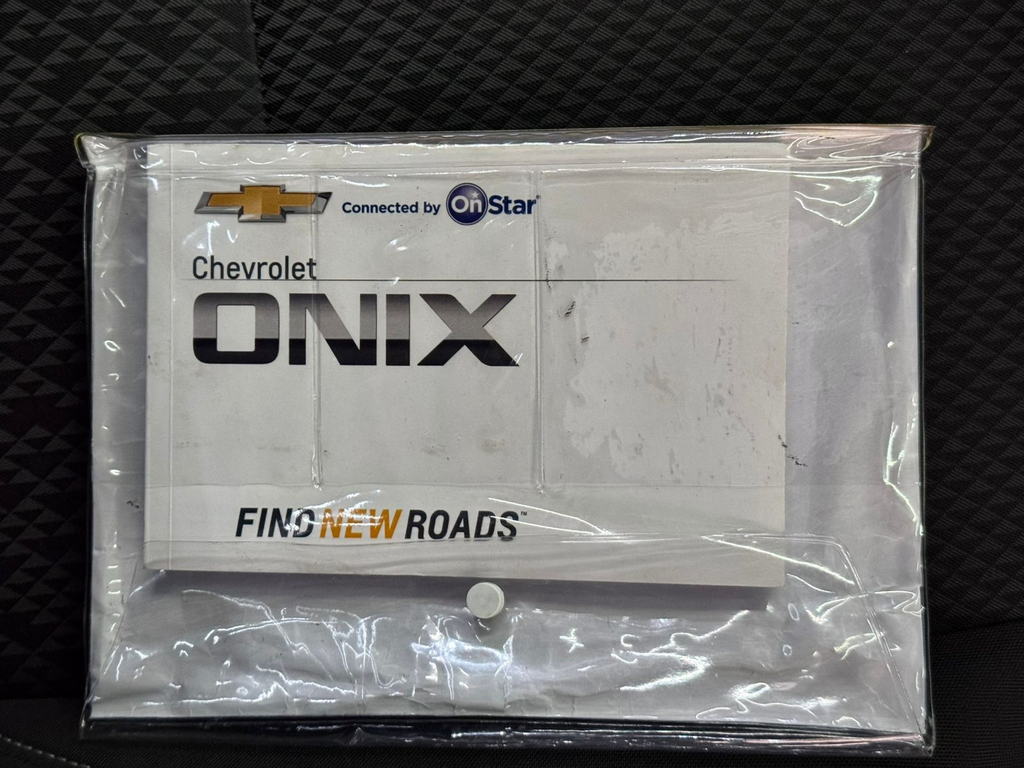 Connected by OnStar®
Chevrolet
ONIX
FIND NEW ROADS™